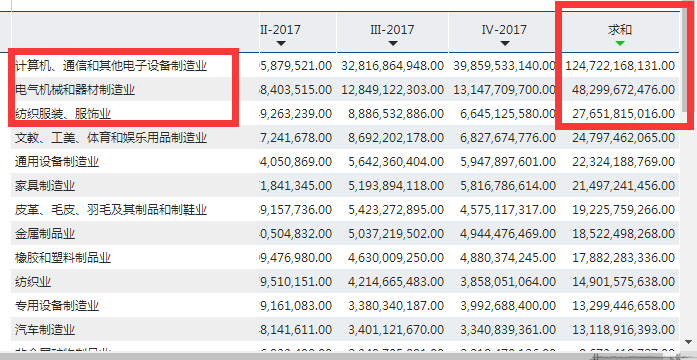 II-2017 III-2017 IV-2017 求和
计算机、通信和其他电子设备制造业 5,879,521.00 32,816,864,948.00 39,859,533,140.00 124,722,168,131.00
电气机械和器材制造业 8,403,515.00 12,849,122,303.00 13,147,709,700.00 48,299,672,476.00
纺织服装、服饰业 9,263,239.00 8,886,532,886.00 6,645,125,580.00 27,651,815,016.00
文教、工美、体育和娱乐用品制造业 7,241,678.00 8,692,202,178.00 6,827,674,776.00 24,797,462,065.00
通用设备制造业 4,050,869.00 5,642,360,404.00 5,947,897,601.00 22,324,188,769.00
家具制造业 1,841,345.00 5,193,894,118.00 5,816,786,614.00 21,497,241,456.00
皮革、毛皮、羽毛及其制品和制鞋业 9,157,736.00 5,423,272,895.00 4,575,117,317.00 19,225,759,266.00
金属制品业 0,504,832.00 5,037,219,502.00 4,944,476,469.00 18,522,498,268.00
橡胶和塑料制品业 9,476,980.00 4,630,009,250.00 4,880,374,245.00 17,882,283,336.00
纺织业 9,510,151.00 4,214,665,483.00 3,858,051,064.00 14,901,575,638.00
专用设备制造业 9,161,083.00 3,380,340,187.00 3,992,688,400.00 13,299,446,658.00
汽车制造业 8,141,611.00 3,401,121,670.00 3,340,839,361.00 13,118,916,393.00